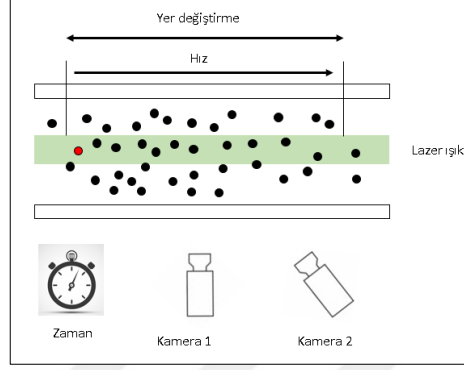 Yer değiştirme
Hız
Lazer ışık
Zaman
Kamera 1
Kamera 2